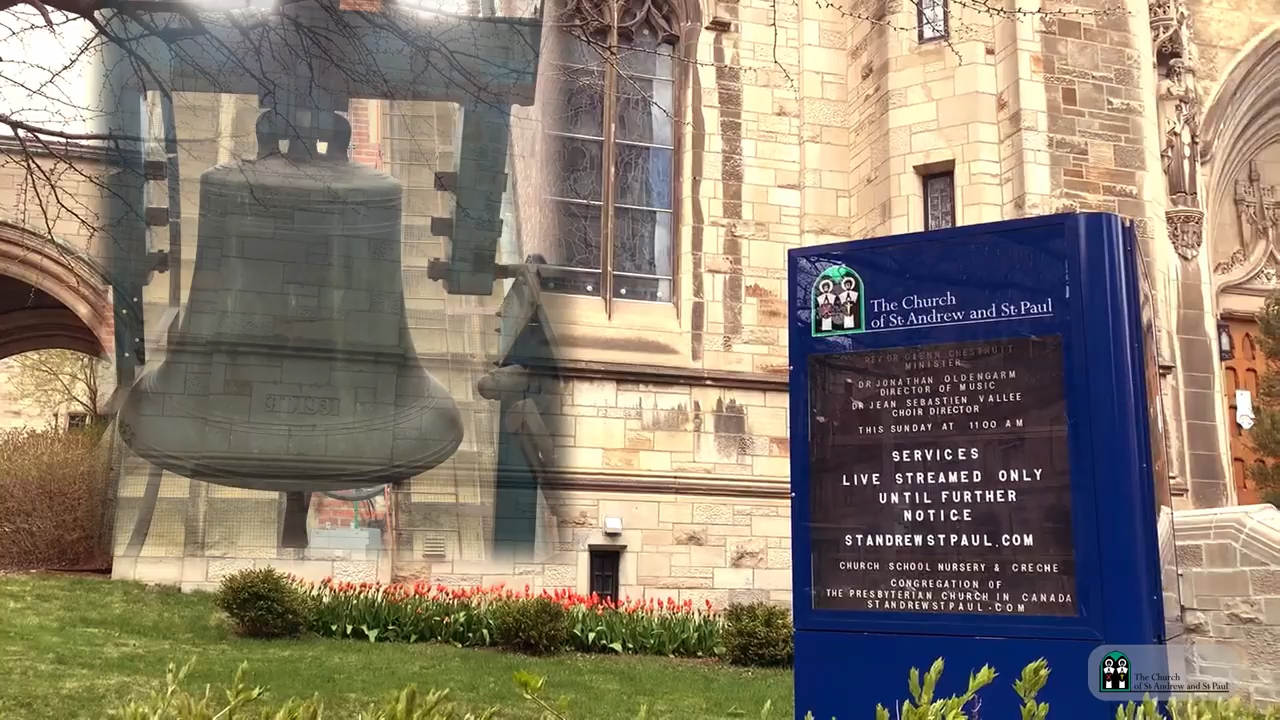 The Church
of St Andrew and St Paul
REV DR GLENN CHESTNUTT
MINISTER
DR JONATHAN OLDENGARM
DIRECTOR OF MUSIC
DR JEAN SEBASTIEN VALLEE
CHOIR DIRECTOR
THIS SUNDAY AT 11 00 AM
SERVICES
LIVE STREAMED ONLY
UNTIL FURTHER
NOTICE
STANDREWSTPAUL.COM
CHURCH SCHOOL NURSERY & CRECHE
CONGREGATION OF
THE PRESBYTERIAN CHURCH IN CANADA
STANDREWSTPAUL.COM
The Church
of St Andrew and St Paul